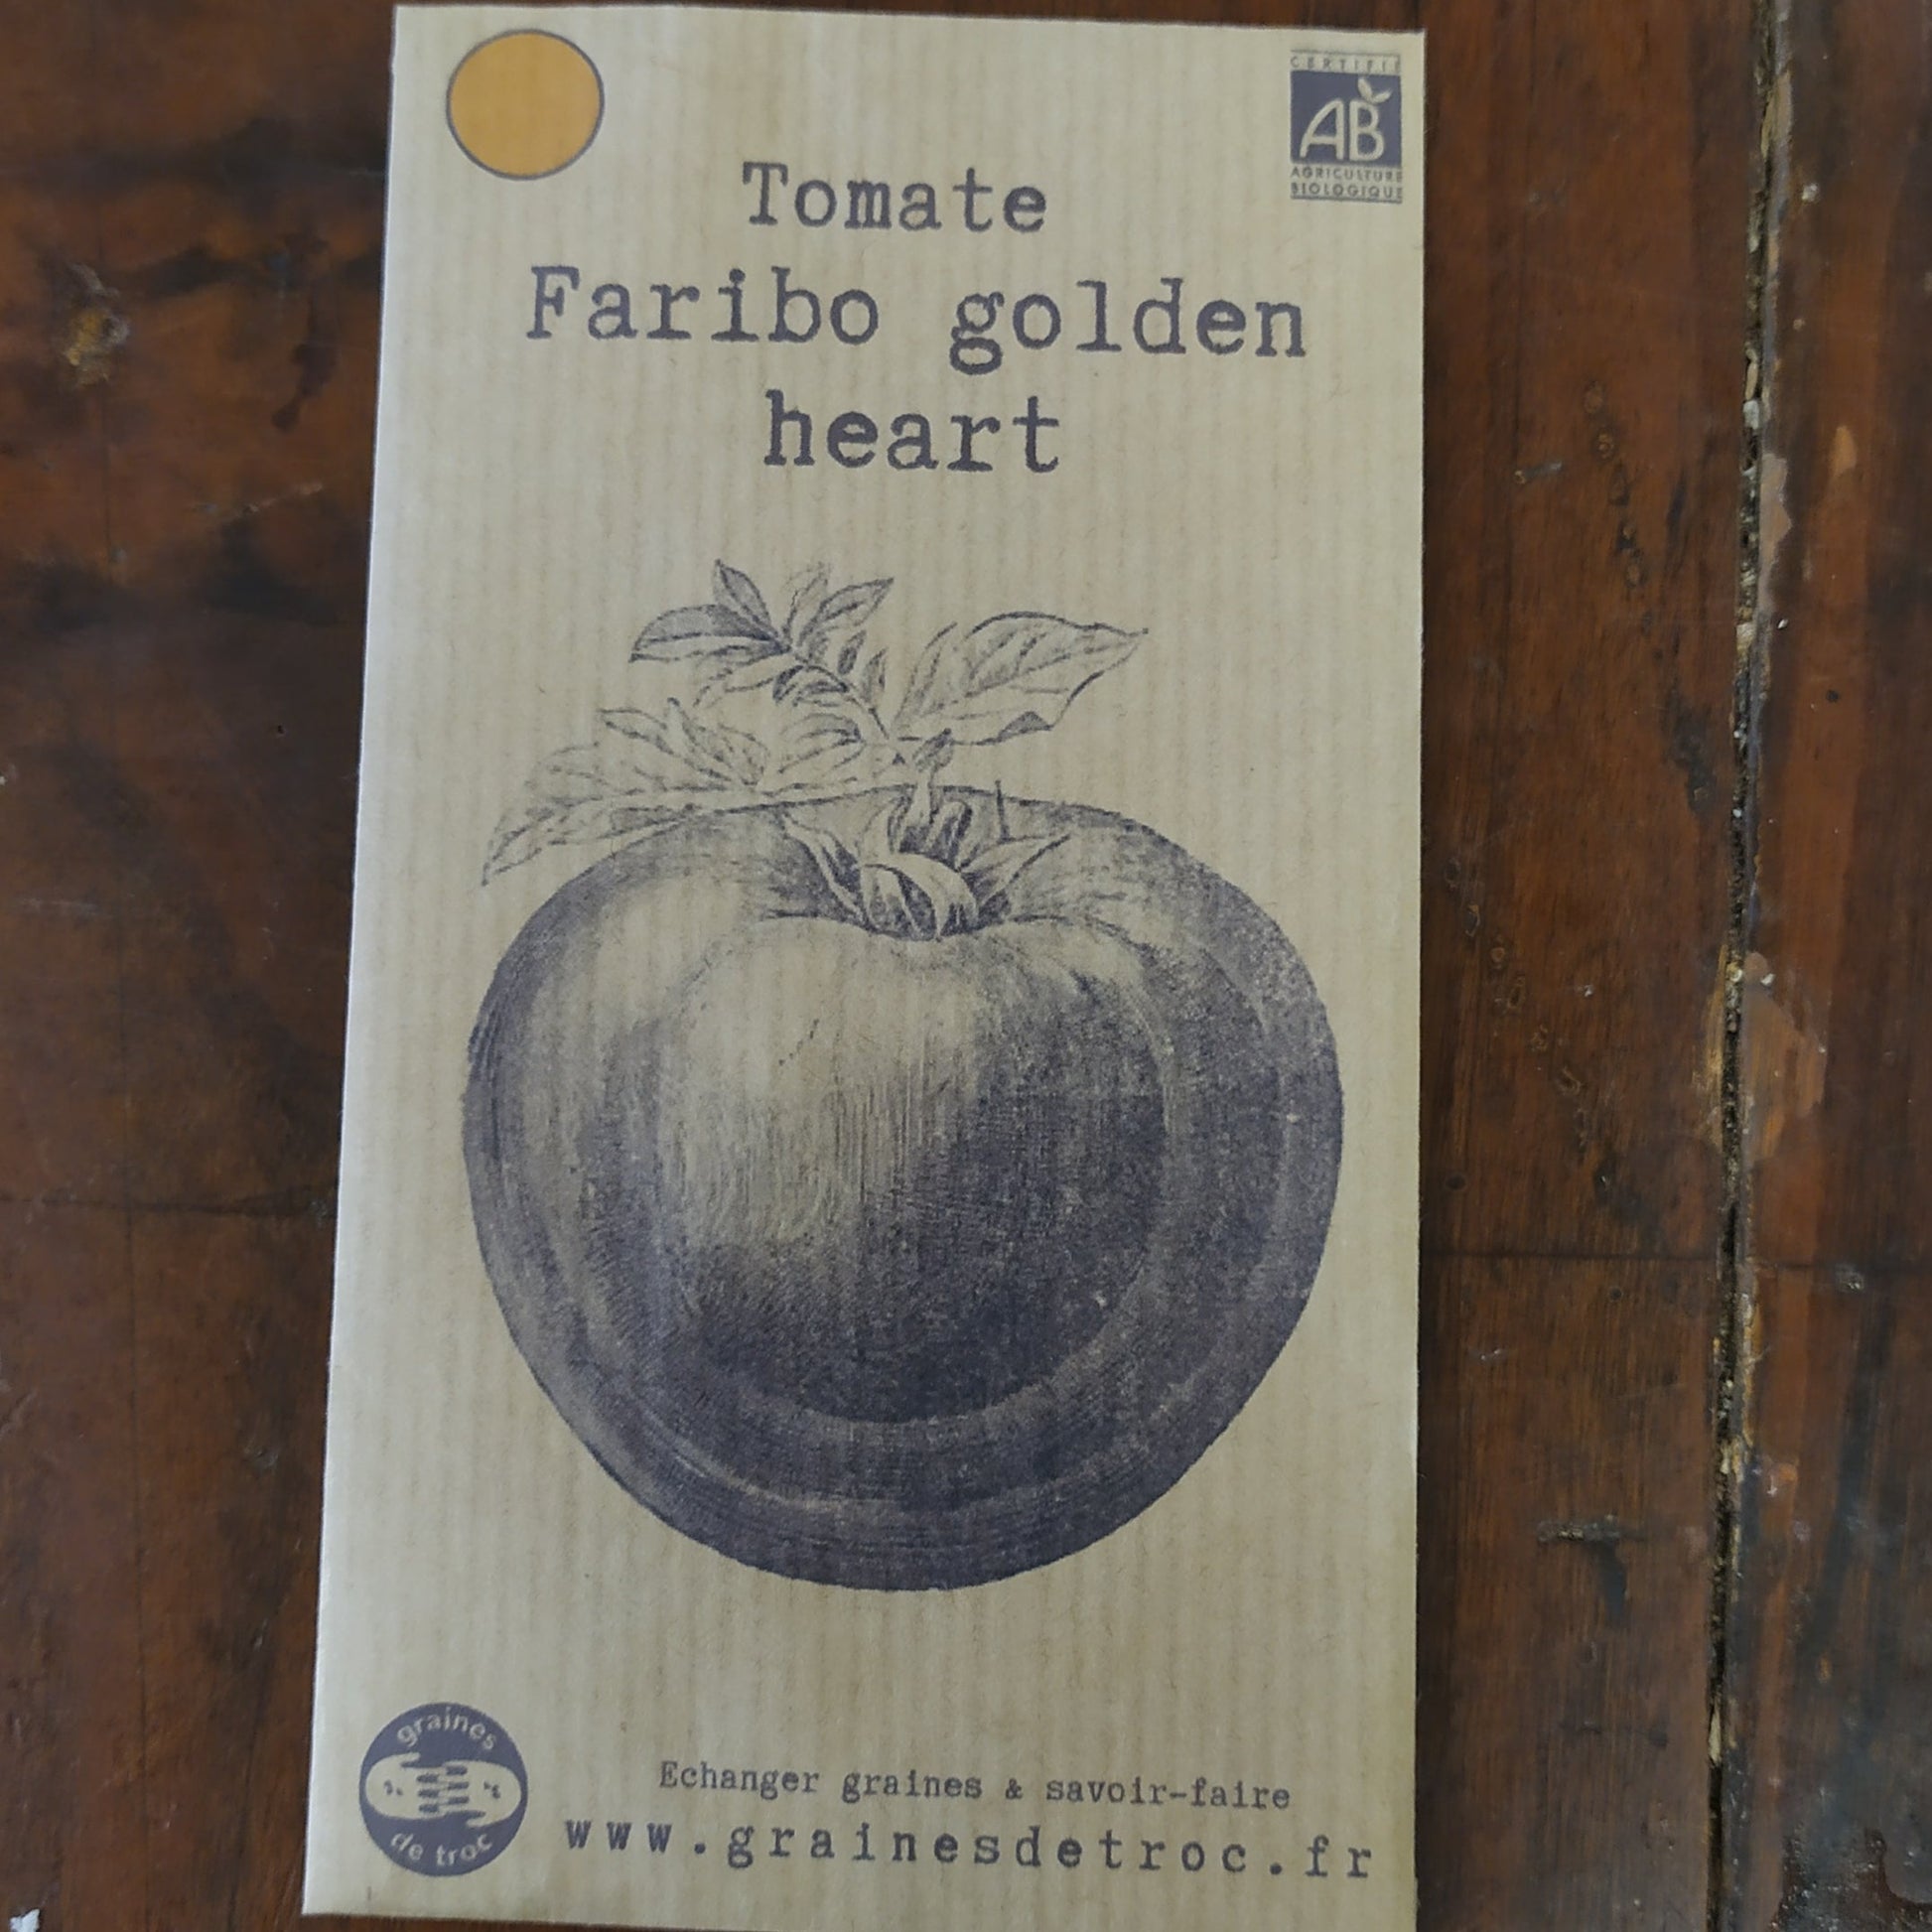 CERTIFIÉ
AB
AGRICULTURE
BIOLOGIQUE
Tomate
Faribo golden
heart
graines
de troc
Echanger graines & savoir-faire
www.grainesdetroc.fr